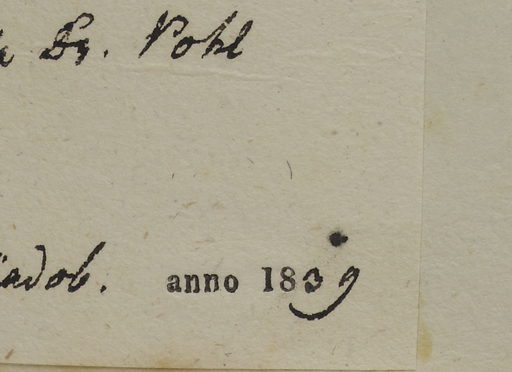 Dr. Pohl
anno 1839